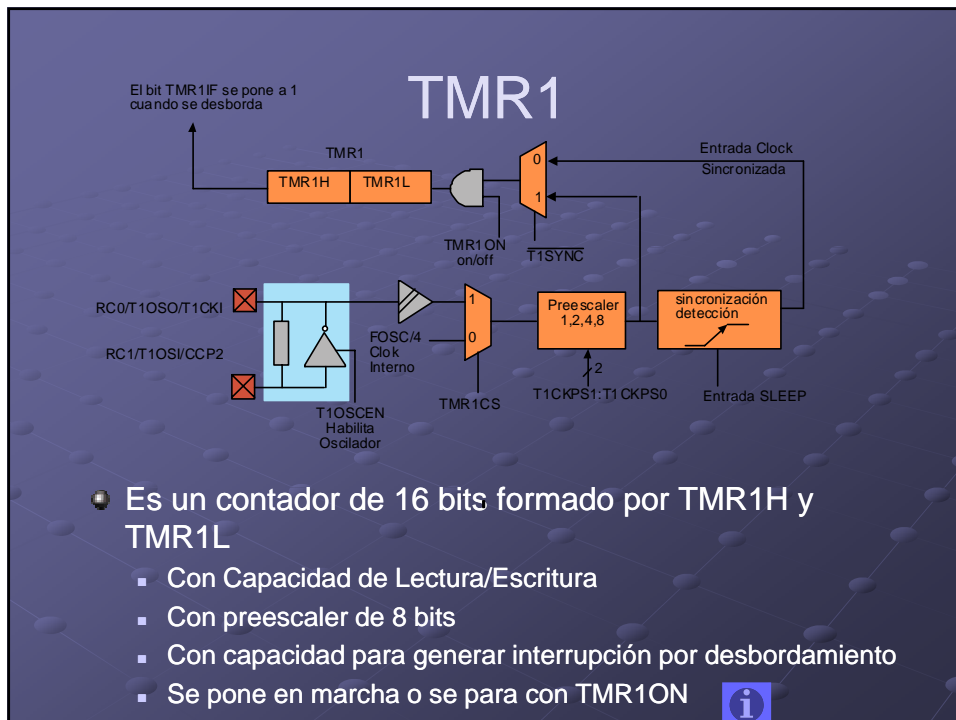 TMR1
El bit TMR1IF se pone a 1
cuando se desborda
TMR1
TMR1H
TMR1L
0
1
Entrada Clock
Sincronizada
TMR1ON
on/off
T1SYNC
RC0/T1OSO/T1CKI
RC1/T1OSI/CCP2
FOSC/4
Clok
Interno
1
0
Preescaler
1,2,4,8
sincronización
detección
2
T1OSCEN
Habilita
Oscilador
TMR1CS
T1CKPS1:T1CKPS0
Entrada SLEEP
Es un contador de 16 bits formado por TMR1H y
TMR1L
Con Capacidad de Lectura/Escritura
Con preescaler de 8 bits
Con capacidad para generar interrupción por desbordamiento
Se pone en marcha o se para con TMR1ON
i